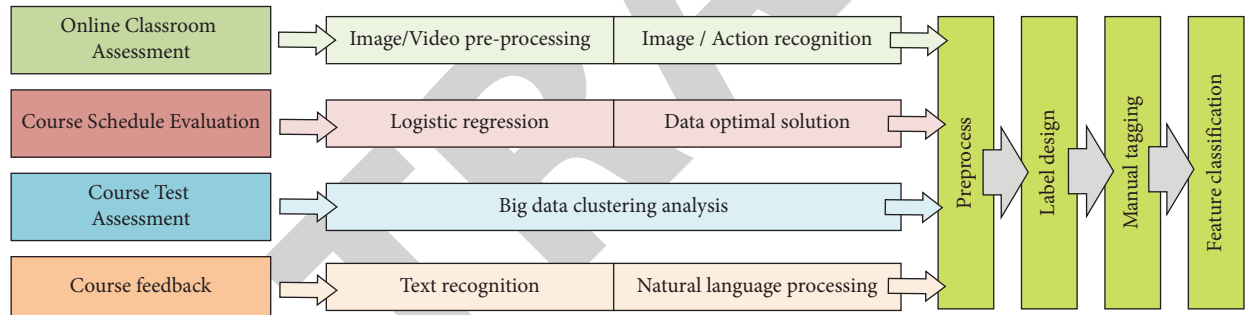 Online Classroom
Assessment
Image/Video pre-processing
Image / Action recognition
Course Schedule Evaluation
Logistic regression
Data optimal solution
Course Test
Assessment
Big data clustering analysis
Course feedback
Text recognition
Natural language processing
Preprocess
Label design
Manual tagging
Feature classification